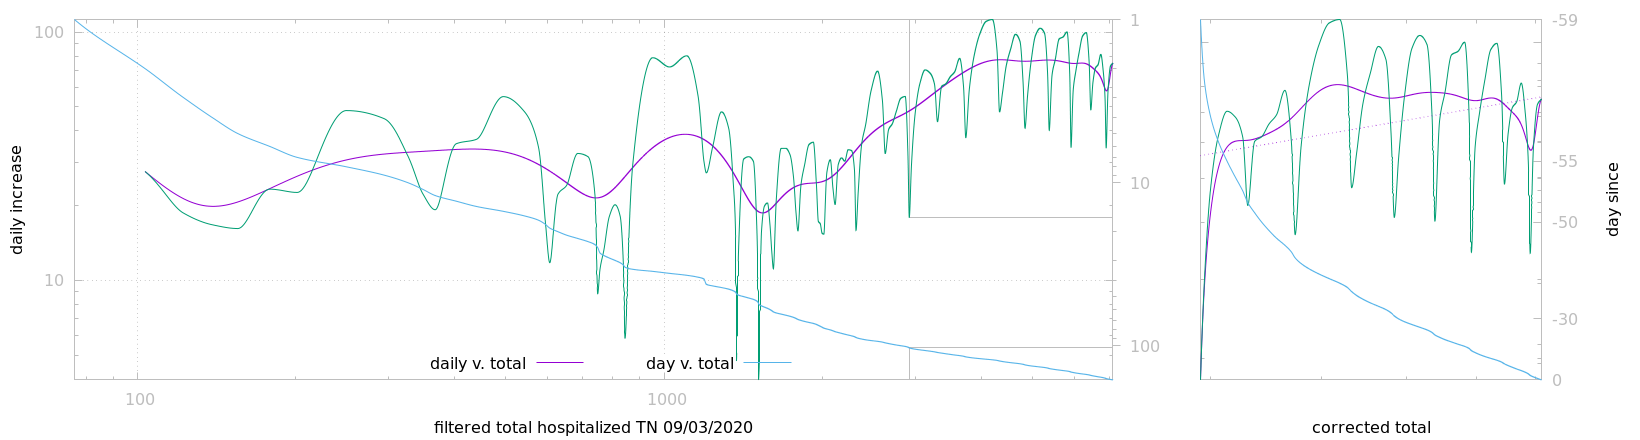 100
10
daily increase
1
10
100
daily v. total
day v. total
100
1000
filtered total hospitalized TN 09/03/2020
-59
-55
-50
-30
0
day since
corrected total